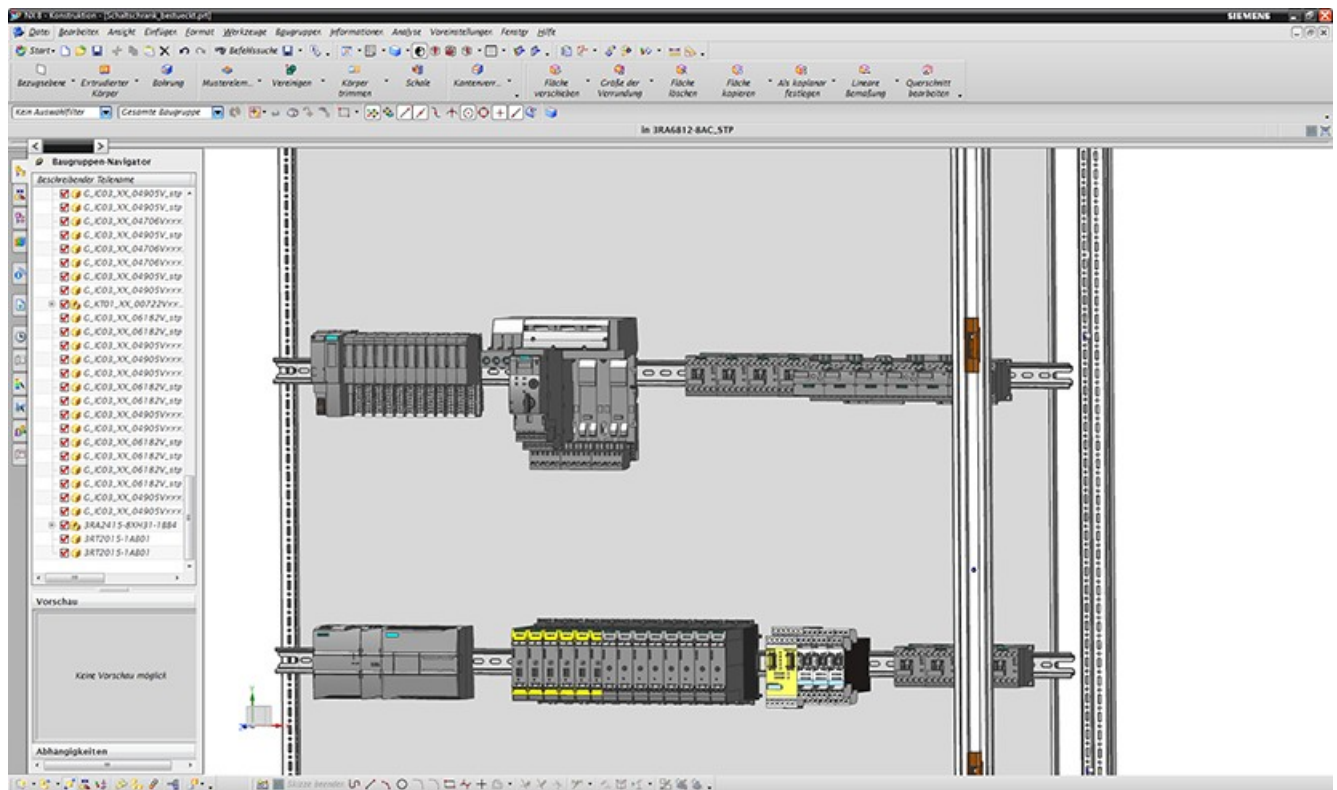 NX 8 - Konstruktion - [Schaltschrank_bestueckt.prt]
SIEMENS
Datei Bearbeiten Ansicht Einfügen Format Werkzeuge Baugruppen Informationen Analyse Voreinstellungen Fenster Hilfe
Start Befehlssuche
Bezugsebene Extrudierter Körper Bohrung Musterelem... Vereinigen Körper trimmen Schale Kantenverr... Fläche verschieben Größe der Verrundung Fläche löschen Fläche kopieren Als koplanar festlegen Lineare Bemaßung Querschnitt bearbeiten
Kein Auswahlfilter Gesamte Baugruppe
in 3RA6812-8AC_STP
Baugruppen-Navigator
Beschreibender Teilename
G_IC03_XX_04905V_stp
G_IC03_XX_04905V_stp
G_IC03_XX_04706Vxxx.
G_IC03_XX_04905V_stp
G_IC03_XX_04706Vxxx.
G_IC03_XX_04706Vxxx.
G_IC03_XX_04905V_stp
G_IC03_XX_04905Vxxx.
G_KT01_XX_00722Vxx..
G_IC03_XX_06182V_stp
G_IC03_XX_06182V_stp
G_IC03_XX_04905Vxxx.
G_IC03_XX_04905Vxxx.
G_IC03_XX_04905Vxxx.
G_IC03_XX_06182V_stp
G_IC03_XX_06182V_stp
G_IC03_XX_04905Vxxx.
G_IC03_XX_04905Vxxx.
G_IC03_XX_06182V_stp
G_IC03_XX_06182V_stp
G_IC03_XX_06182V_stp
G_IC03_XX_06182V_stp
G_IC03_XX_04905Vxxx.
G_IC03_XX_04905Vxxx.
3RA2415-8XH31-1BB4
3RT2015-1AB01
3RT2015-1AB01
Vorschau
Keine Vorschau möglich
Abhängigkeiten
Skizze beenden